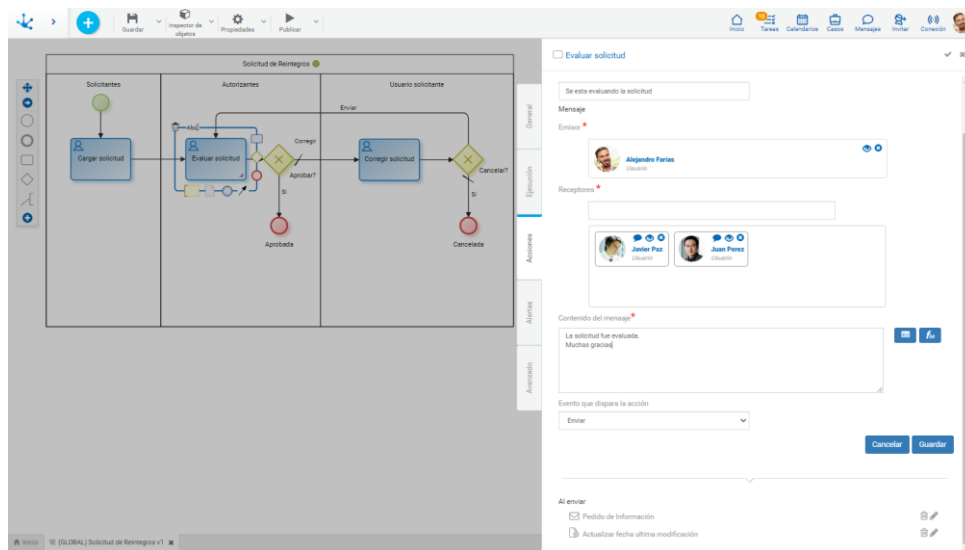 Guardar
Inspector de
objetos
Propiedades
Publicar
Inicio
Tareas
Calendarios
Casos
Mensajes
Invitar
Conexión
Solicitud de Reintegros
Solicitantes
Autorizantes
Usuario solicitante
Enviar
Abc
Corregir
Cargar solicitud
Evaluar solicitud
Aprobar?
Corregir solicitud
Cancelar?
Si
Si
Aprobada
Cancelada
General
Ejecución
Acciones
Alertas
Avanzado
Evaluar solicitud
Se esta evaluando la solicitud
Mensaje
Emisor *
Alejandro Farias
Usuario
Receptores *
Javier Paz
Usuario
Juan Perez
Usuario
Contenido del mensaje*
La solicitud fue evaluada.
Muchas gracias
Evento que dispara la acción
Enviar
Cancelar
Guardar
Al enviar
Pedido de Información
Actualizar fecha ultima modificación
Inicio
(GLOBAL) Solicitud de Reintegros v1